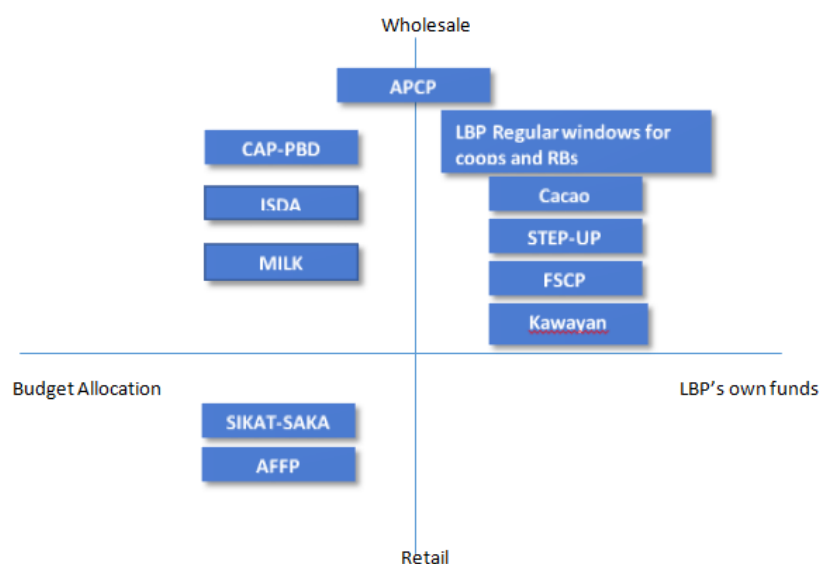 Wholesale
APCP
LBP Regular windows for
coops and RBs
CAP-PBD
ISDA
MILK
Cacao
STEP-UP
FSCP
Kawayan
Budget Allocation
LBP's own funds
SIKAT-SAKA
AFFP
Retail